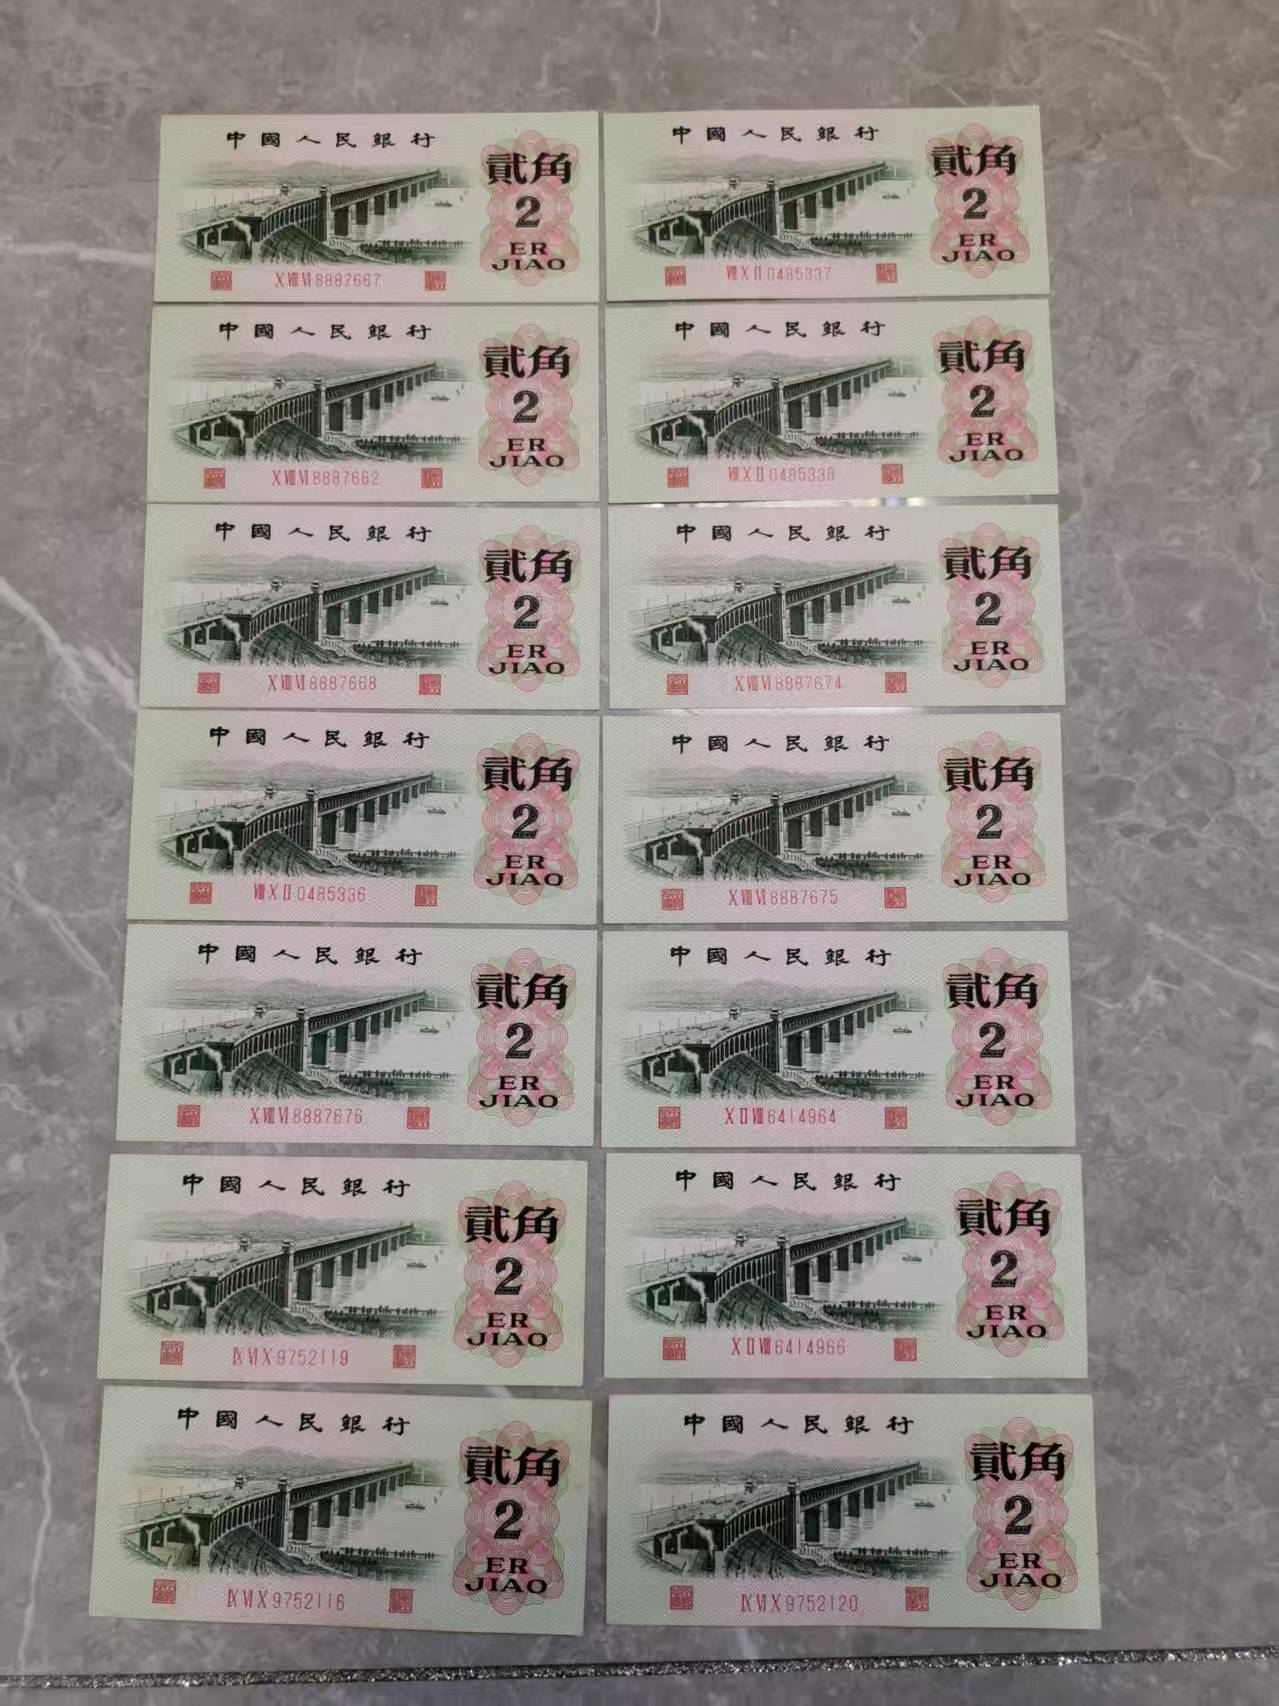 中國人民銀行
貳角
2
ER
JIAO
X VIII VI 8887667
中國人民銀行
貳角
2
ER
JIAO
VIII X II 0485337
中國人民銀行
貳角
2
ER
JIAO
X VIII VI 8887662
中國人民銀行
貳角
2
ER
JIAO
VIII X II 0485338
中國人民銀行
貳角
2
ER
JIAO
X VIII VI 8887668
中國人民銀行
貳角
2
ER
JIAO
X VIII VI 8887674
中國人民銀行
貳角
2
ER
JIAO
VIII X II 0485336
中國人民銀行
貳角
2
ER
JIAO
X VIII VI 8887675
中國人民銀行
貳角
2
ER
JIAO
X VIII VI 8887676
中國人民銀行
貳角
2
ER
JIAO
X II VIII 6414964
中國人民銀行
貳角
2
ER
JIAO
IX VI X 9752119
中國人民銀行
貳角
2
ER
JIAO
X II VIII 6414966
中國人民銀行
貳角
2
ER
JIAO
IX VI X 9752116
中國人民銀行
貳角
2
ER
JIAO
IX VI X 9752120